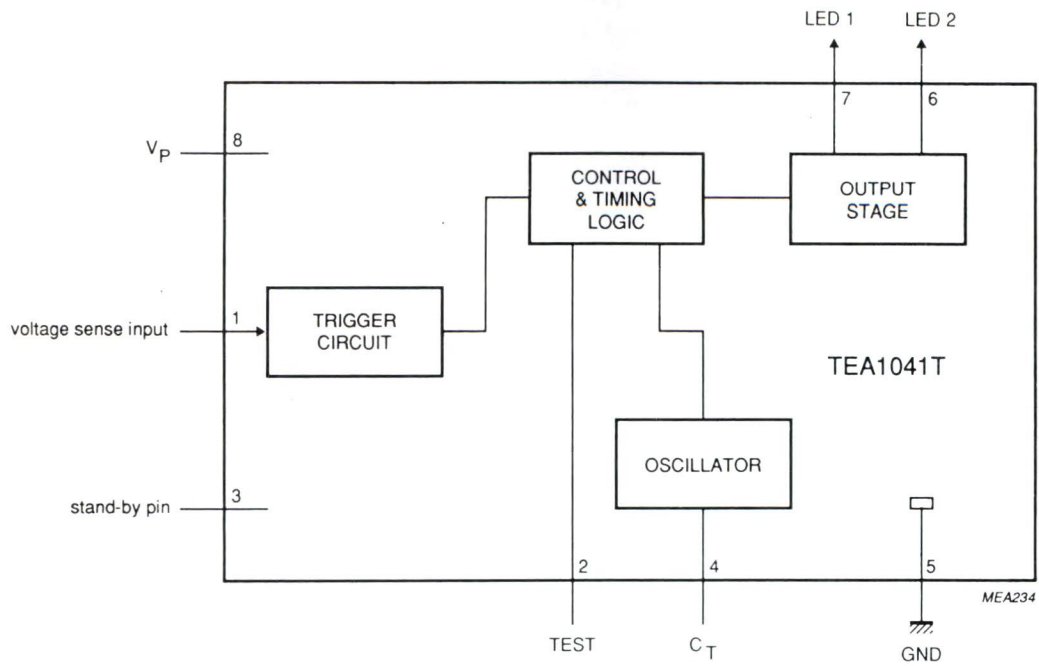 LED 1 LED 2
7 6
8
V_P
CONTROL
& TIMING
LOGIC
OUTPUT
STAGE
1
voltage sense input
TRIGGER
CIRCUIT
TEA1041T
OSCILLATOR
3
stand-by pin
2 4 5
MEA234
TEST C_T GND